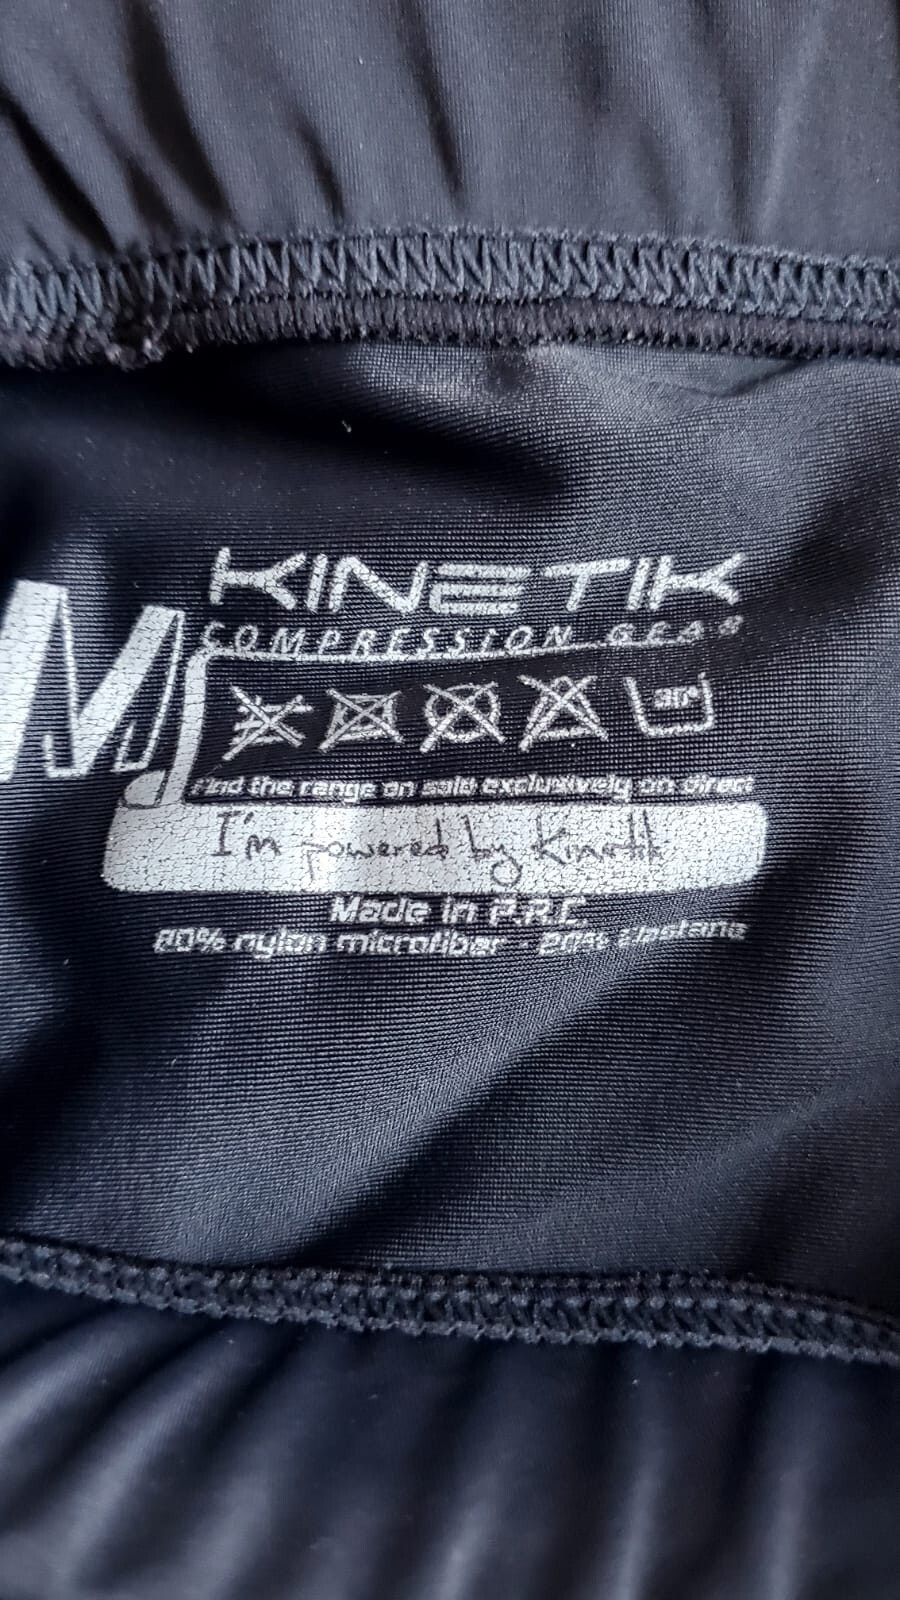 KINETIK
COMPRESSION GEAR
M
30°
Find the range on sale exclusively on direct
I'm powered by Kinetik
Made in P.R.C
80% nylon microfiber - 20% elastane